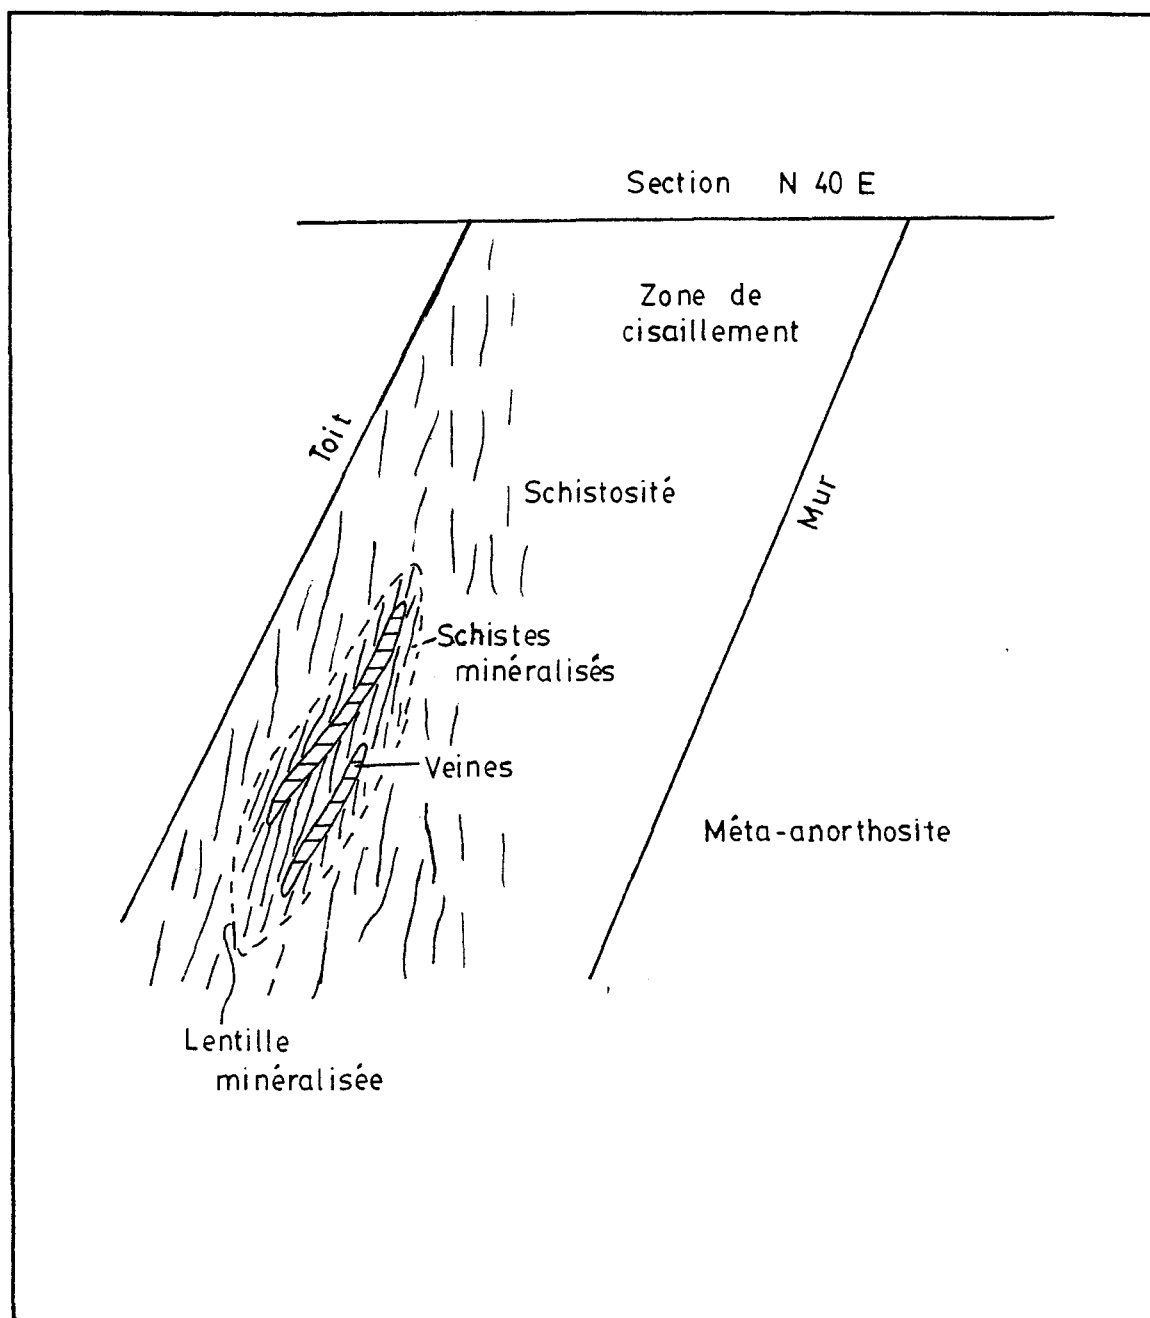 Section N 40 E
Zone de
cisaillement
Toit
Schistosité
Mur
Schistes
minéralisés
Veines
Méta-anorthosite
Lentille
minéralisée